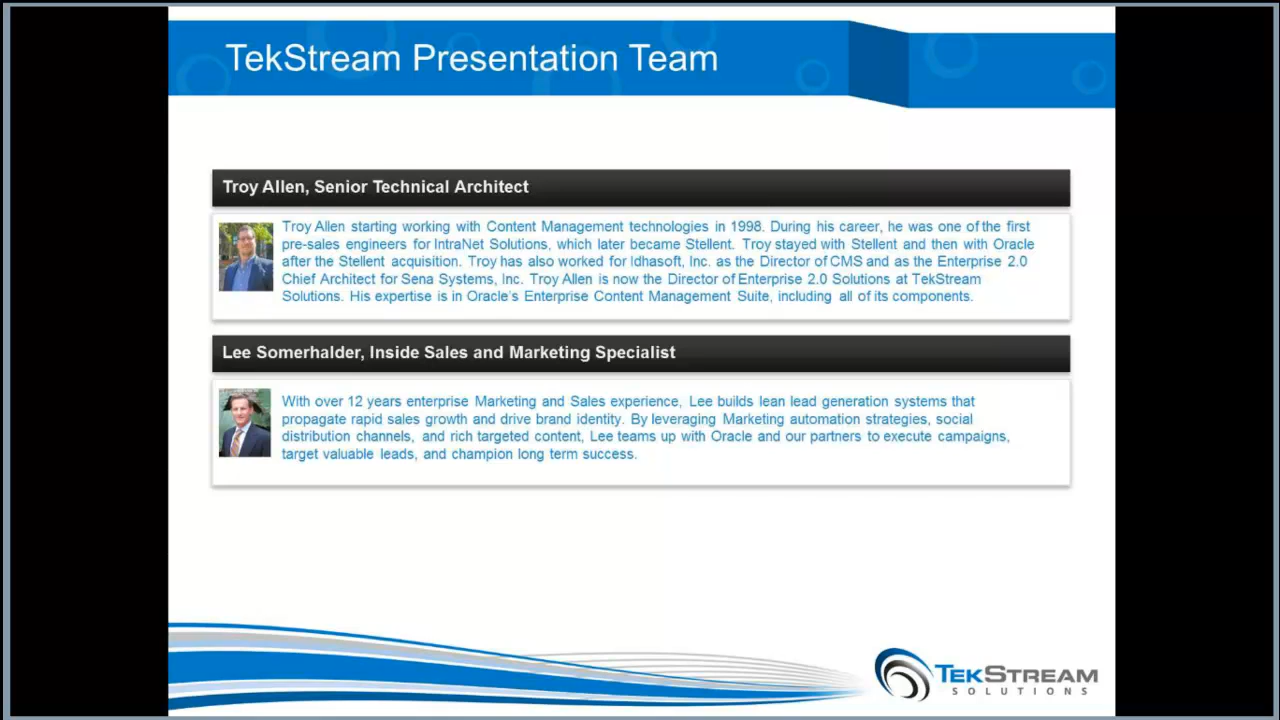 TekStream Presentation Team
Troy Allen, Senior Technical Architect
Troy Allen starting working with Content Management technologies in 1998. During his career, he was one of the first
pre-sales engineers for IntraNet Solutions, which later became Stellent. Troy stayed with Stellent and then with Oracle
after the Stellent acquisition. Troy has also worked for Idhasoft, Inc. as the Director of CMS and as the Enterprise 2.0
Chief Architect for Sena Systems, Inc. Troy Allen is now the Director of Enterprise 2.0 Solutions at TekStream
Solutions. His expertise is in Oracle's Enterprise Content Management Suite, including all of its components.
Lee Somerhalder, Inside Sales and Marketing Specialist
With over 12 years enterprise Marketing and Sales experience, Lee builds lean lead generation systems that
propagate rapid sales growth and drive brand identity. By leveraging Marketing automation strategies, social
distribution channels, and rich targeted content, Lee teams up with Oracle and our partners to execute campaigns,
target valuable leads, and champion long term success.
TEKSTREAM
SOLUTIONS